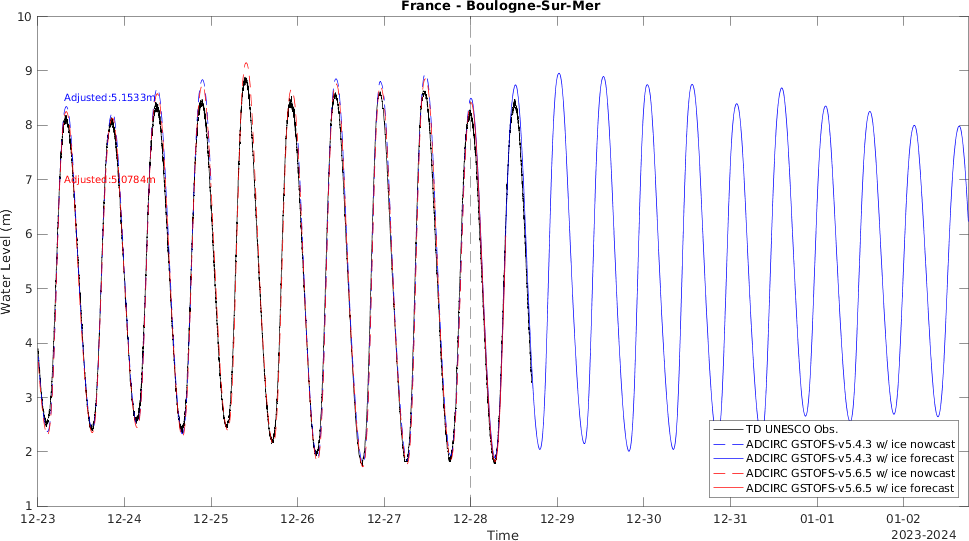 France - Boulogne-Sur-Mer
Water Level (m)
10
9
8
7
6
5
4
3
2
1
Adjusted:5.1533m
Adjusted:5.0784m
TD UNESCO Obs.
ADCIRC GSTOFS-v5.4.3 w/ ice nowcast
ADCIRC GSTOFS-v5.4.3 w/ ice forecast
ADCIRC GSTOFS-v5.6.5 w/ ice nowcast
ADCIRC GSTOFS-v5.6.5 w/ ice forecast
12-23 12-24 12-25 12-26 12-27 12-28 12-29 12-30 12-31 01-01 01-02
Time
2023-2024